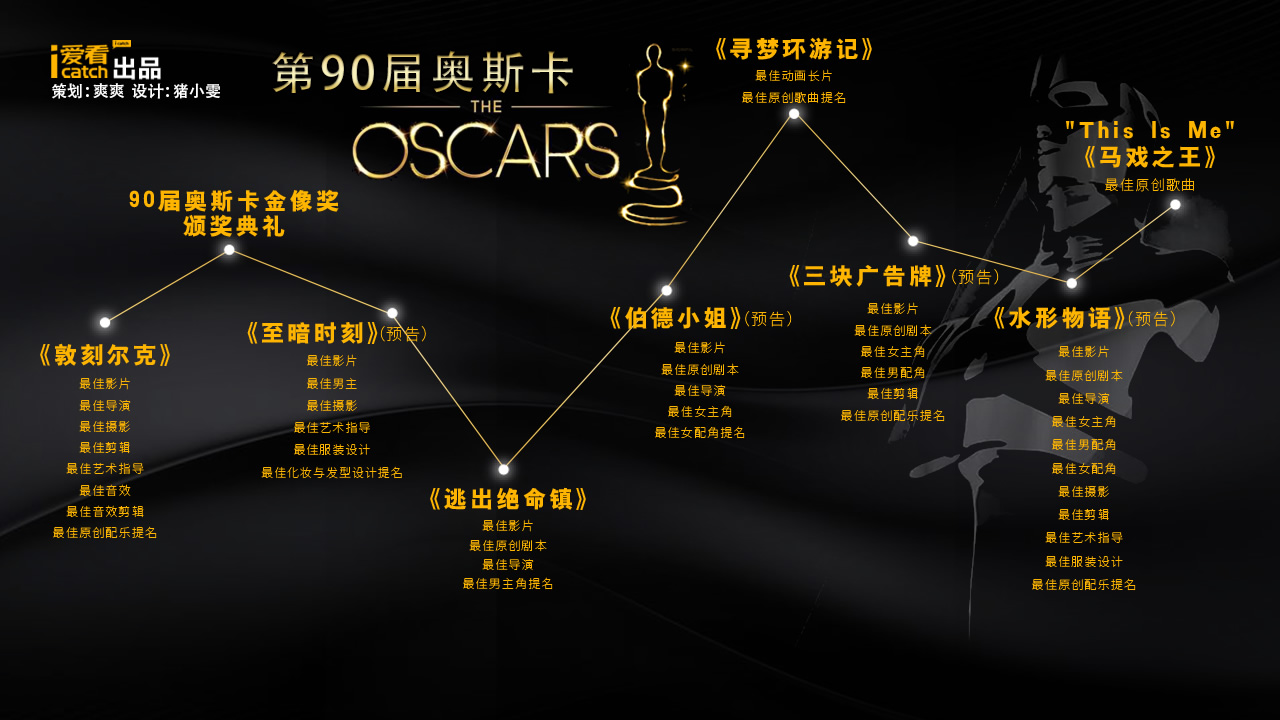 i爱看
icatch
catch 出品
策划:爽爽 设计:猪小雯
第90届奥斯卡
THE
OSCARS
90届奥斯卡金像奖
颁奖典礼
《敦刻尔克》
最佳影片
最佳导演
最佳摄影
最佳剪辑
最佳艺术指导
最佳音效
最佳音效剪辑
最佳原创配乐提名
《至暗时刻》(预告)
最佳影片
最佳男主
最佳摄影
最佳艺术指导
最佳服装设计
最佳化妆与发型设计提名
《逃出绝命镇》
最佳影片
最佳原创剧本
最佳导演
最佳男主角提名
《伯德小姐》(预告)
最佳影片
最佳原创剧本
最佳导演
最佳女主角
最佳女配角提名
《寻梦环游记》
最佳动画长片
最佳原创歌曲提名
《三块广告牌》(预告)
最佳影片
最佳原创剧本
最佳女主角
最佳男配角
最佳剪辑
最佳原创配乐提名
《水形物语》(预告)
最佳影片
最佳原创剧本
最佳导演
最佳女主角
最佳男配角
最佳女配角
最佳摄影
最佳剪辑
最佳艺术指导
最佳服装设计
最佳原创配乐提名
"This Is Me"
《马戏之王》
最佳原创歌曲